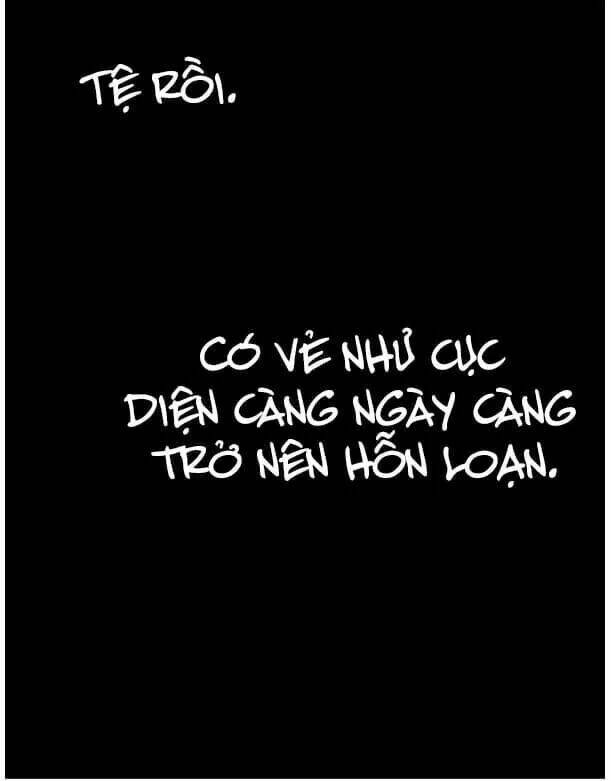 TỆ RỒI.
CÓ VẺ NHƯ CỤC
DIỆN CÀNG NGÀY CÀNG
TRỞ NÊN HỖN LOẠN.